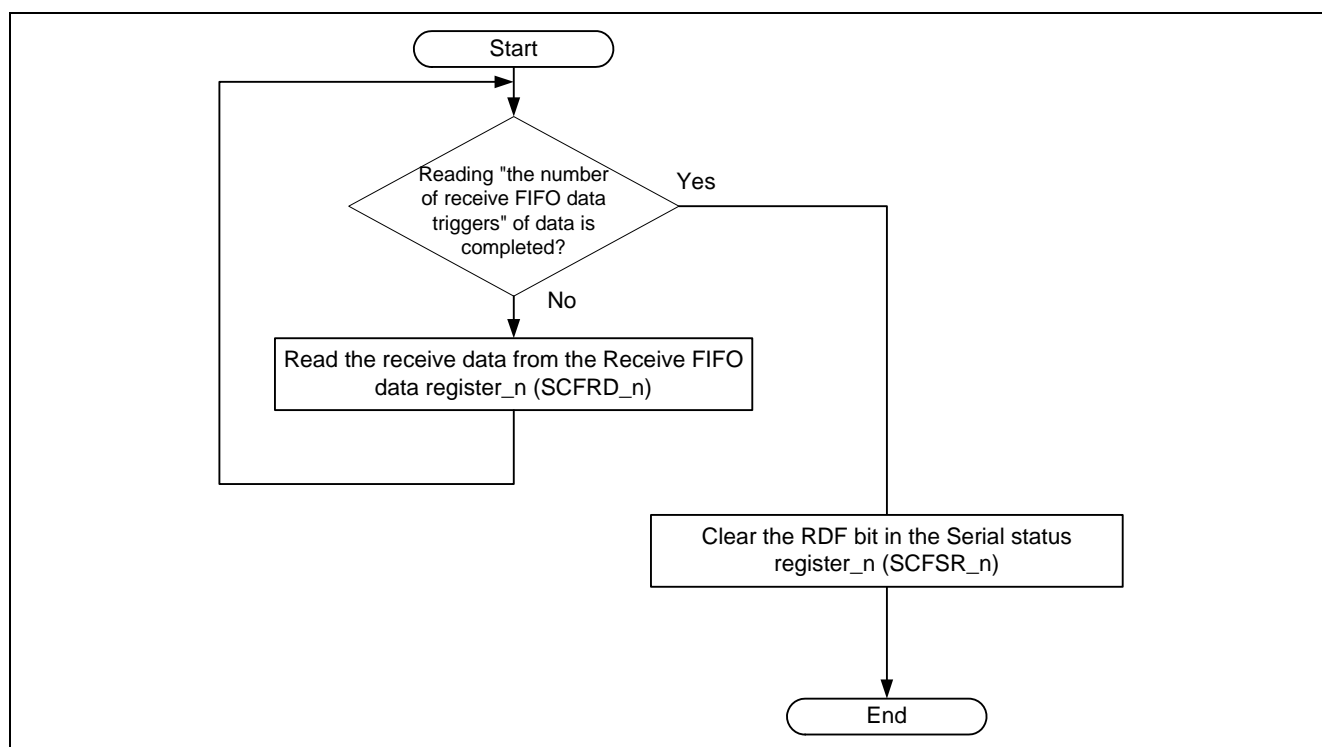 Start
Reading "the number
of receive FIFO data
triggers" of data is
completed?
Yes
No
Read the receive data from the Receive FIFO
data register_n (SCFRD_n)
Clear the RDF bit in the Serial status
register_n (SCFSR_n)
End